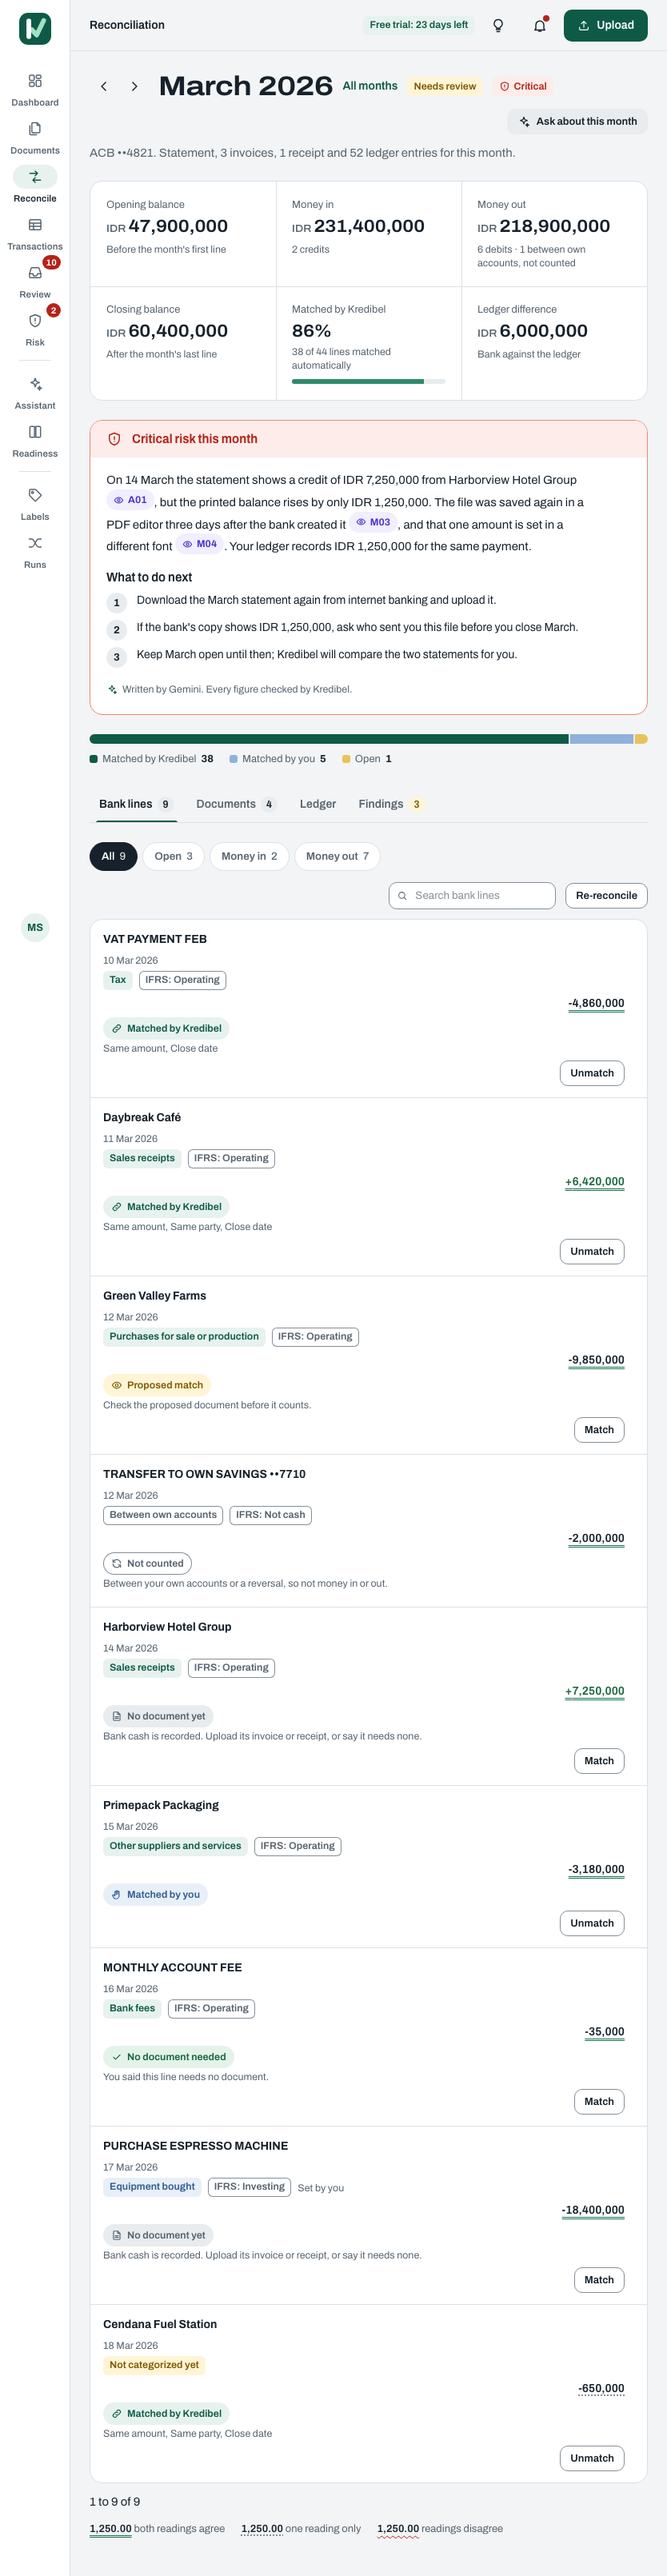 Reconciliation
Free trial: 23 days left
Upload
Dashboard
Documents
Reconcile
Transactions
10
Review
2
Risk
Assistant
Readiness
Labels
Runs
MS
March 2026
All months
Needs review
Critical
Ask about this month
ACB ••4821. Statement, 3 invoices, 1 receipt and 52 ledger entries for this month.
Opening balance
IDR 47,900,000
Before the month's first line
Money in
IDR 231,400,000
2 credits
Money out
IDR 218,900,000
6 debits · 1 between own
accounts, not counted
Closing balance
IDR 60,400,000
After the month's last line
Matched by Kredibel
86%
38 of 44 lines matched
automatically
Ledger difference
IDR 6,000,000
Bank against the ledger
Critical risk this month
On 14 March the statement shows a credit of IDR 7,250,000 from Harborview Hotel Group
A01 , but the printed balance rises by only IDR 1,250,000. The file was saved again in a
PDF editor three days after the bank created it M03 , and that one amount is set in a
different font M04 . Your ledger records IDR 1,250,000 for the same payment.
What to do next
1 Download the March statement again from internet banking and upload it.
2 If the bank's copy shows IDR 1,250,000, ask who sent you this file before you close March.
3 Keep March open until then; Kredibel will compare the two statements for you.
Written by Gemini. Every figure checked by Kredibel.
Matched by Kredibel 38 Matched by you 5 Open 1
Bank lines 9 Documents 4 Ledger Findings 3
All 9 Open 3 Money in 2 Money out 7
Search bank lines Re-reconcile
VAT PAYMENT FEB
10 Mar 2026
Tax IFRS: Operating
-4,860,000
Matched by Kredibel
Same amount, Close date
Unmatch
Daybreak Café
11 Mar 2026
Sales receipts IFRS: Operating
+6,420,000
Matched by Kredibel
Same amount, Same party, Close date
Unmatch
Green Valley Farms
12 Mar 2026
Purchases for sale or production IFRS: Operating
-9,850,000
Proposed match
Check the proposed document before it counts.
Match
TRANSFER TO OWN SAVINGS ••7710
12 Mar 2026
Between own accounts IFRS: Not cash
-2,000,000
Not counted
Between your own accounts or a reversal, so not money in or out.
Harborview Hotel Group
14 Mar 2026
Sales receipts IFRS: Operating
+7,250,000
No document yet
Bank cash is recorded. Upload its invoice or receipt, or say it needs none.
Match
Primepack Packaging
15 Mar 2026
Other suppliers and services IFRS: Operating
-3,180,000
Matched by you
Unmatch
MONTHLY ACCOUNT FEE
16 Mar 2026
Bank fees IFRS: Operating
-35,000
No document needed
You said this line needs no document.
Match
PURCHASE ESPRESSO MACHINE
17 Mar 2026
Equipment bought IFRS: Investing Set by you
-18,400,000
No document yet
Bank cash is recorded. Upload its invoice or receipt, or say it needs none.
Match
Cendana Fuel Station
18 Mar 2026
Not categorized yet
-650,000
Matched by Kredibel
Same amount, Same party, Close date
Unmatch
1 to 9 of 9
1,250.00 both readings agree 1,250.00 one reading only 1,250.00 readings disagree